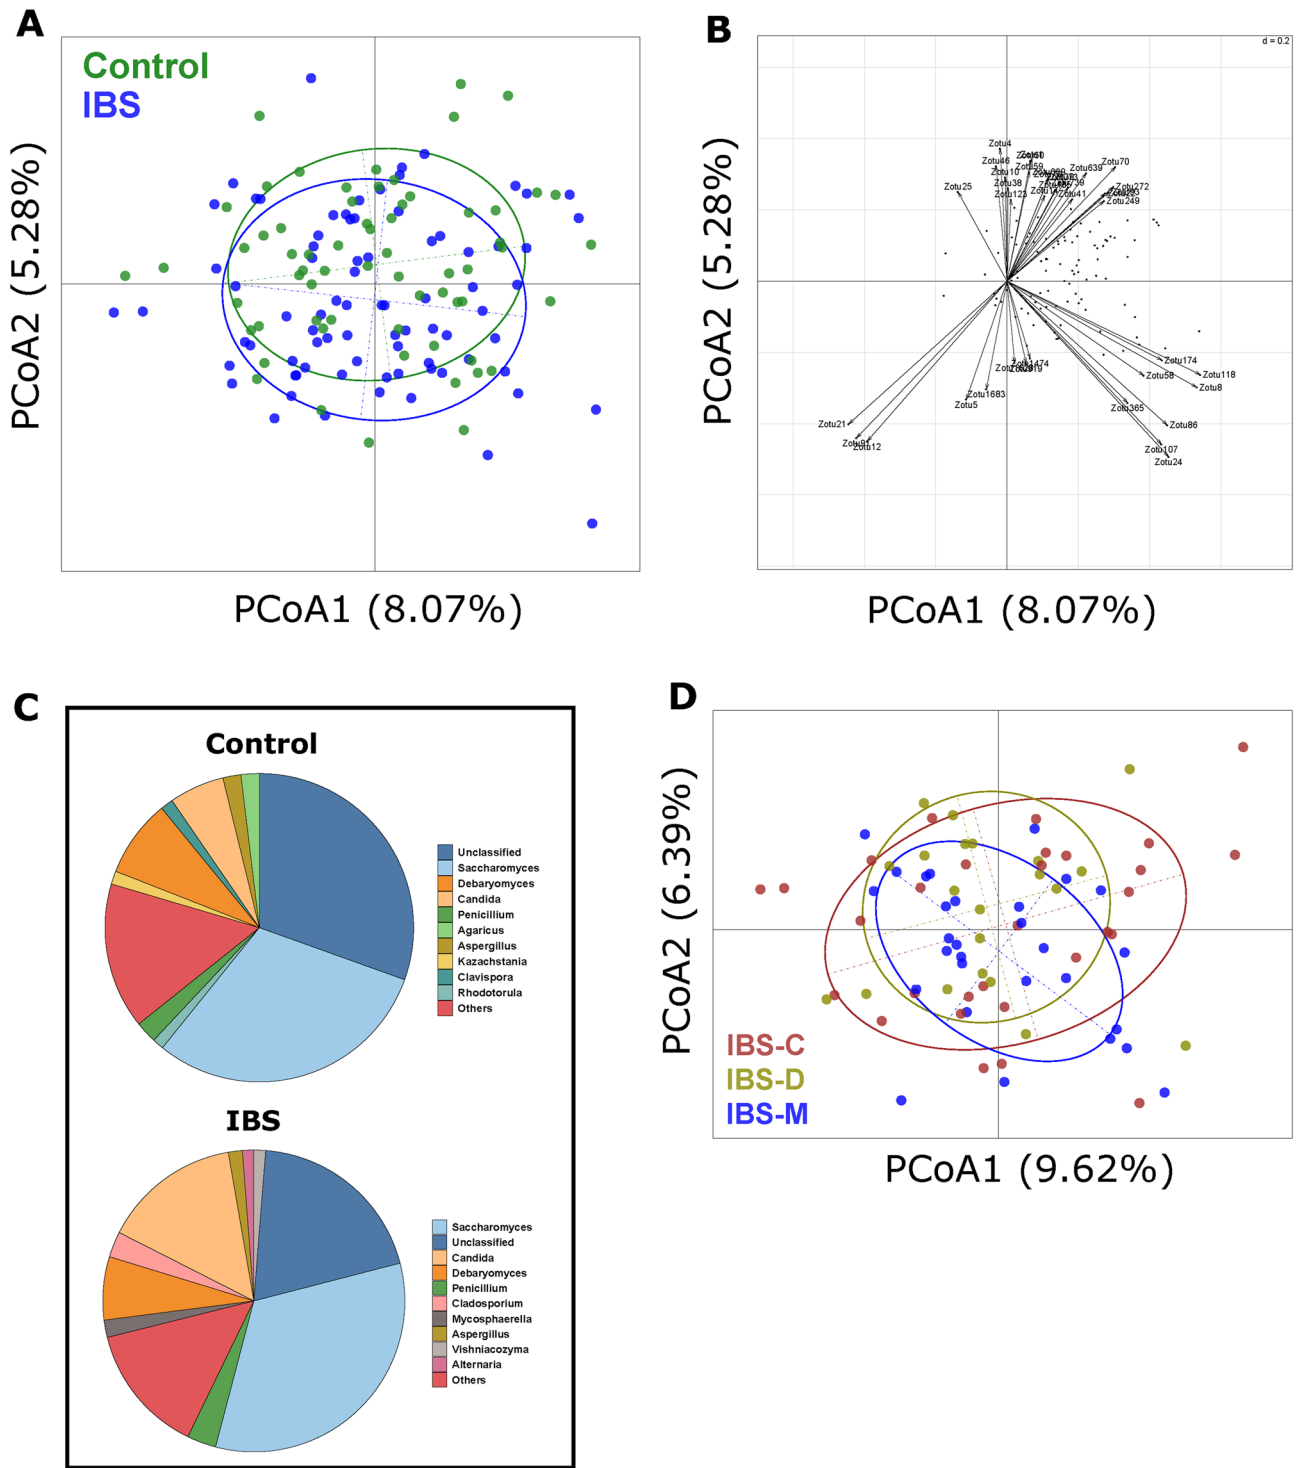 A
Control
IBS
PCoA2 (5.28%)
PCoA1 (8.07%)
B
d = 0.2
Zotu4
Zotu46
Zotu10
Zotu38
Zotu123
Zotu25
Zotu639
Zotu70
Zotu41
Zotu272
Zotu249
Zotu174
Zotu118
Zotu58
Zotu8
Zotu365
Zotu86
Zotu107
Zotu24
Zotu1683
Zotu5
Zotu21
Zotu12
PCoA2 (5.28%)
PCoA1 (8.07%)
C
Control
Unclassified
Saccharomyces
Debaryomyces
Candida
Penicillium
Agaricus
Aspergillus
Kazachstania
Clavispora
Rhodotorula
Others
IBS
Saccharomyces
Unclassified
Candida
Debaryomyces
Penicillium
Cladosporium
Mycosphaerella
Aspergillus
Vishniacozyma
Alternaria
Others
D
PCoA2 (6.39%)
IBS-C
IBS-D
IBS-M
PCoA1 (9.62%)